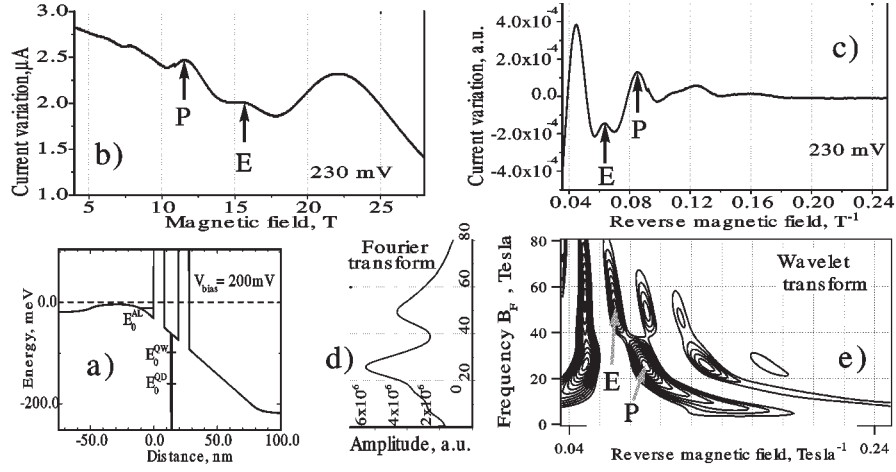 3.0
2.5
2.0
1.5
1.0
Current variation,μA
P
E
b)
230 mV
5 10 15 20 25
Magnetic field, T
4.0x10⁻⁴
2.0x10⁻⁴
0.0
-2.0x10⁻⁴
-4.0x10⁻⁴
Current variation, a.u.
c)
P
E
230 mV
0.04 0.08 0.12 0.16 0.20 0.24
Reverse magnetic field, T⁻¹
0.0
-200.0
Energy, meV
V bias = 200mV
E₀ᴬᴸ
E₀ QW
E₀ QD
a)
-50.0 0.0 50.0 100.0
Distance, nm
Fourier
transform
80
60
40
20
0
d)
6x10⁶
4x10⁶
2x10⁶
Amplitude, a.u.
80
60
40
20
0
Frequency B F , Tesla
Wavelet
transform
E
P
e)
0.04 0.24
Reverse magnetic field, Tesla⁻¹